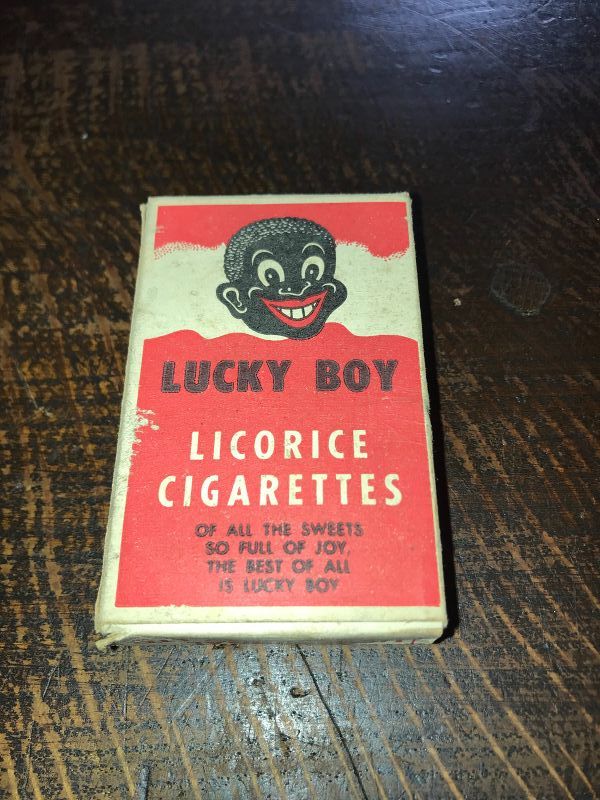 LUCKY BOY
LICORICE
CIGARETTES
OF ALL THE SWEETS
SO FULL OF JOY,
THE BEST OF ALL
IS LUCKY BOY